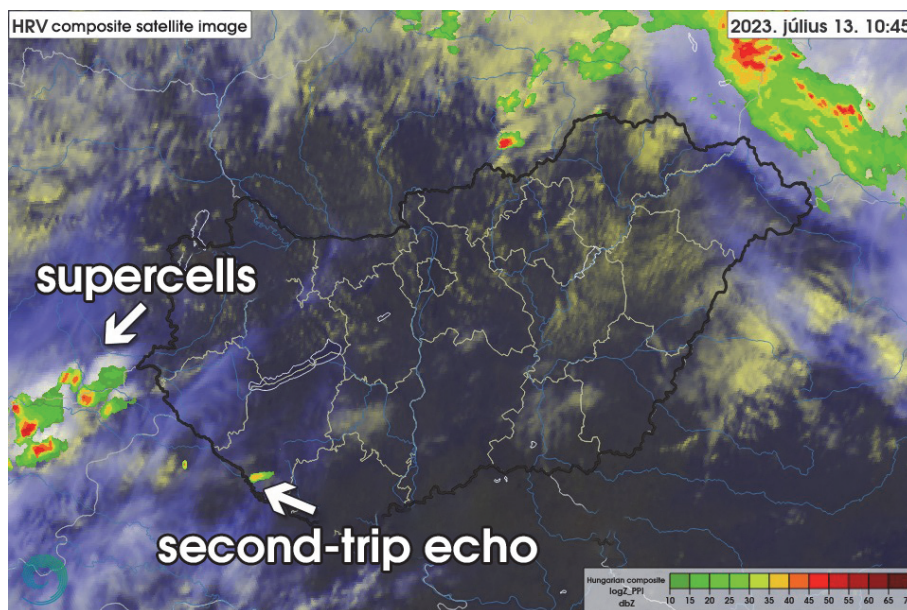 HRV composite satellite image
2023. július 13. 10:45
supercells
second-trip echo
Hungarian composite
logZ_PPI
dbZ
10 15 20 25 30 35 40 45 50 55 60 65